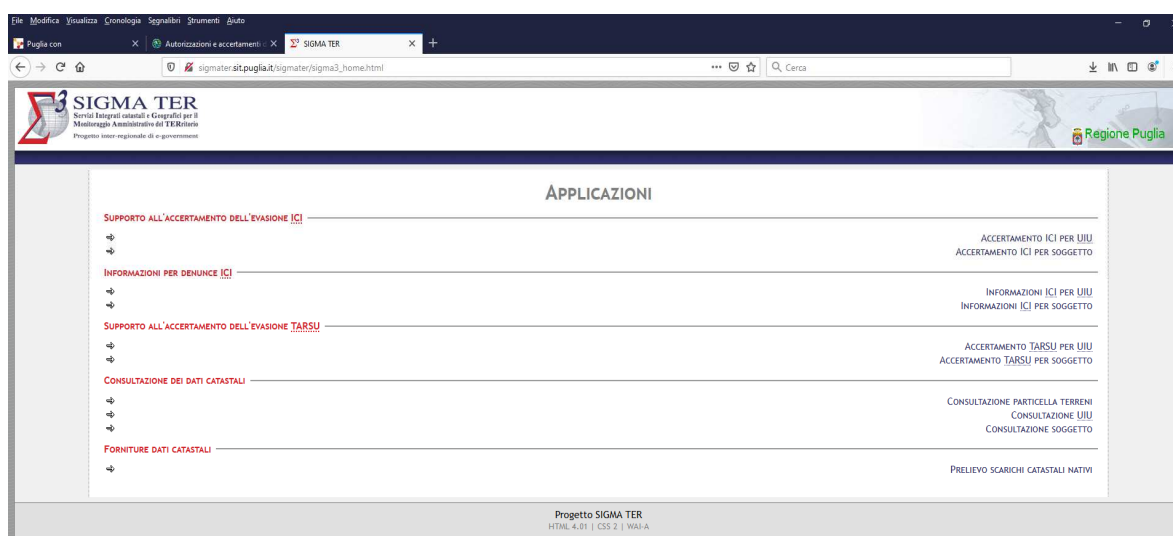 File Modifica Visualizza Cronologia Segnalibri Strumenti Aiuto
Puglia con
Autorizzazioni e accertamenti
SIGMA TER
sigmater.sit.puglia.it/sigmater/sigma3_home.html
Cerca
Σ3 SIGMA TER
Servizi Integrati catastali e Geografici per il
Monitoraggio Amministrativo del TERritorio
Progetto inter-regionale di e-government
Regione Puglia
APPLICAZIONI
SUPPORTO ALL'ACCERTAMENTO DELL'EVASIONE ICI
ACCERTAMENTO ICI PER UIU
ACCERTAMENTO ICI PER SOGGETTO
INFORMAZIONI PER DENUNCE ICI
INFORMAZIONI ICI PER UIU
INFORMAZIONI ICI PER SOGGETTO
SUPPORTO ALL'ACCERTAMENTO DELL'EVASIONE TARSU
ACCERTAMENTO TARSU PER UIU
ACCERTAMENTO TARSU PER SOGGETTO
CONSULTAZIONE DEI DATI CATASTALI
CONSULTAZIONE PARTICELLA TERRENI
CONSULTAZIONE UIU
CONSULTAZIONE SOGGETTO
FORNITURE DATI CATASTALI
PRELIEVO SCARICHI CATASTALI NATIVI
Progetto SIGMA TER
HTML 4.01 | CSS 2 | WAI-A